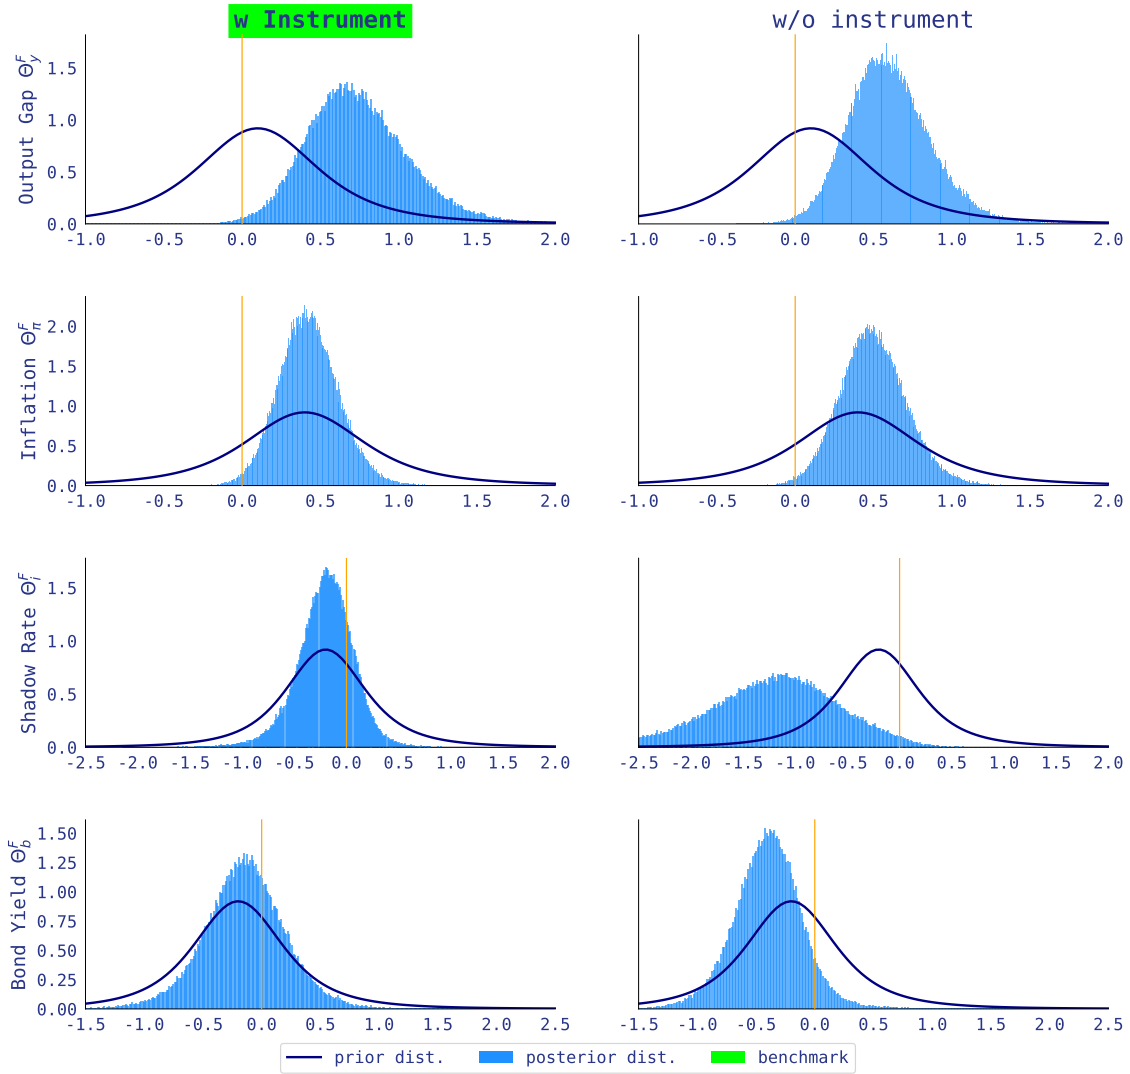 w Instrument
w/o instrument
Output Gap Θ^F_y
1.5
1.0
0.5
0.0
-1.0 -0.5 0.0 0.5 1.0 1.5 2.0
-1.0 -0.5 0.0 0.5 1.0 1.5 2.0
Inflation Θ^F_π
2.0
1.5
1.0
0.5
0.0
-1.0 -0.5 0.0 0.5 1.0 1.5 2.0
-1.0 -0.5 0.0 0.5 1.0 1.5 2.0
Shadow Rate Θ^F_i
1.5
1.0
0.5
0.0
-2.5 -2.0 -1.5 -1.0 -0.5 0.0 0.5 1.0 1.5 2.0
-2.5 -2.0 -1.5 -1.0 -0.5 0.0 0.5 1.0 1.5 2.0
Bond Yield Θ^F_b
1.50
1.25
1.00
0.75
0.50
0.25
0.00
-1.5 -1.0 -0.5 0.0 0.5 1.0 1.5 2.0 2.5
-1.5 -1.0 -0.5 0.0 0.5 1.0 1.5 2.0 2.5
prior dist. posterior dist. benchmark